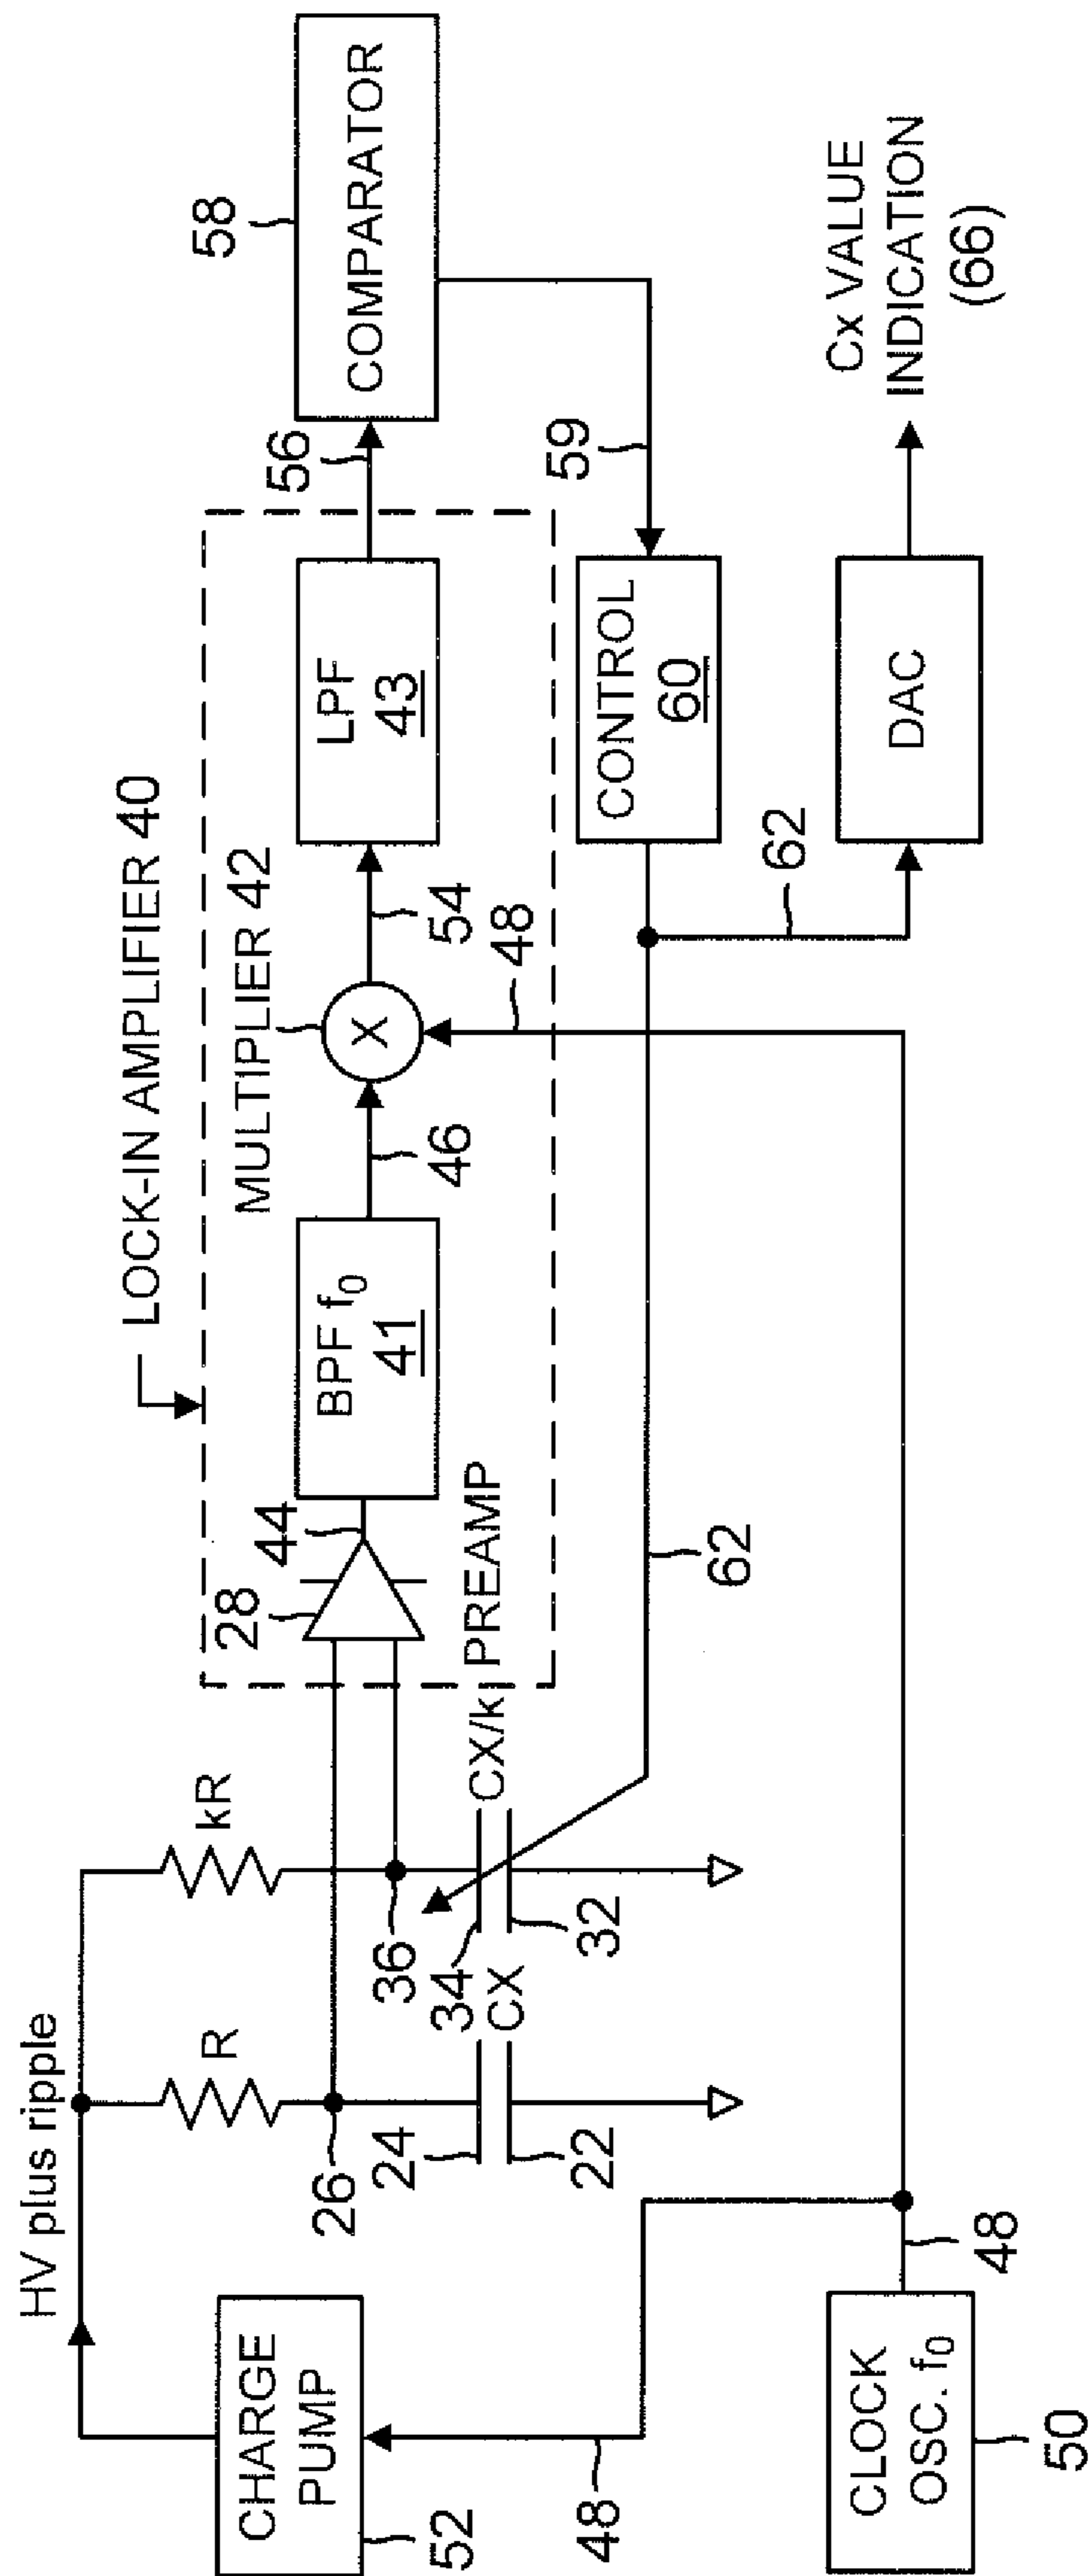 HV plus ripple
CHARGE
PUMP
52
48
CLOCK
OSC. f₀
50
48
R
kR
26
24
22
CX
36
34
32
CX/k
LOCK-IN AMPLIFIER 40
28
44
PREAMP
BPF f₀
41
46
MULTIPLIER 42
X
54
48
LPF
43
56
58
COMPARATOR
59
CONTROL
60
62
62
DAC
Cx VALUE
INDICATION
(66)